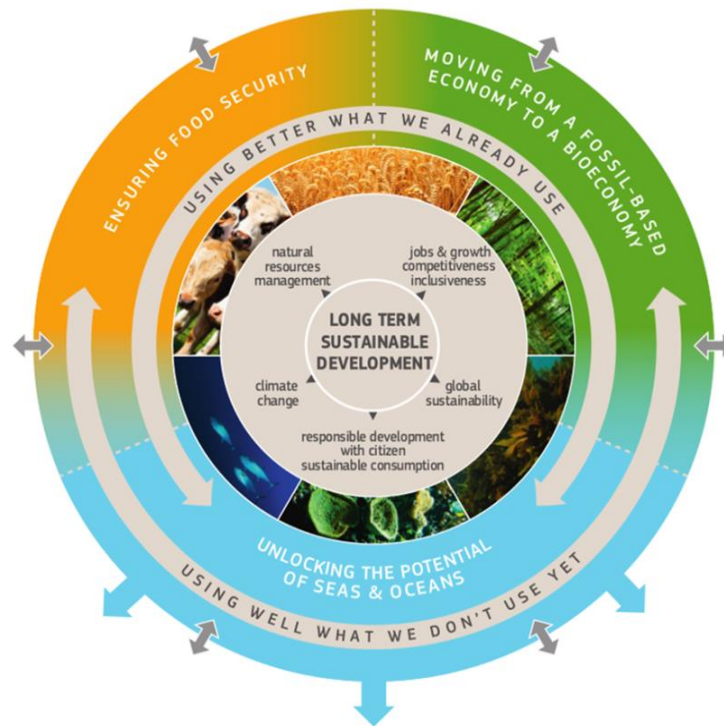 ENSURING FOOD SECURITY
MOVING FROM A FOSSIL-BASED
ECONOMY TO A BIOECONOMY
USING BETTER WHAT WE ALREADY USE
natural
resources
management
jobs & growth
competitiveness
inclusiveness
LONG TERM
SUSTAINABLE
DEVELOPMENT
climate
change
global
sustainability
responsible development
with citizen
sustainable consumption
UNLOCKING THE POTENTIAL
OF SEAS & OCEANS
USING WELL WHAT WE DON'T USE YET